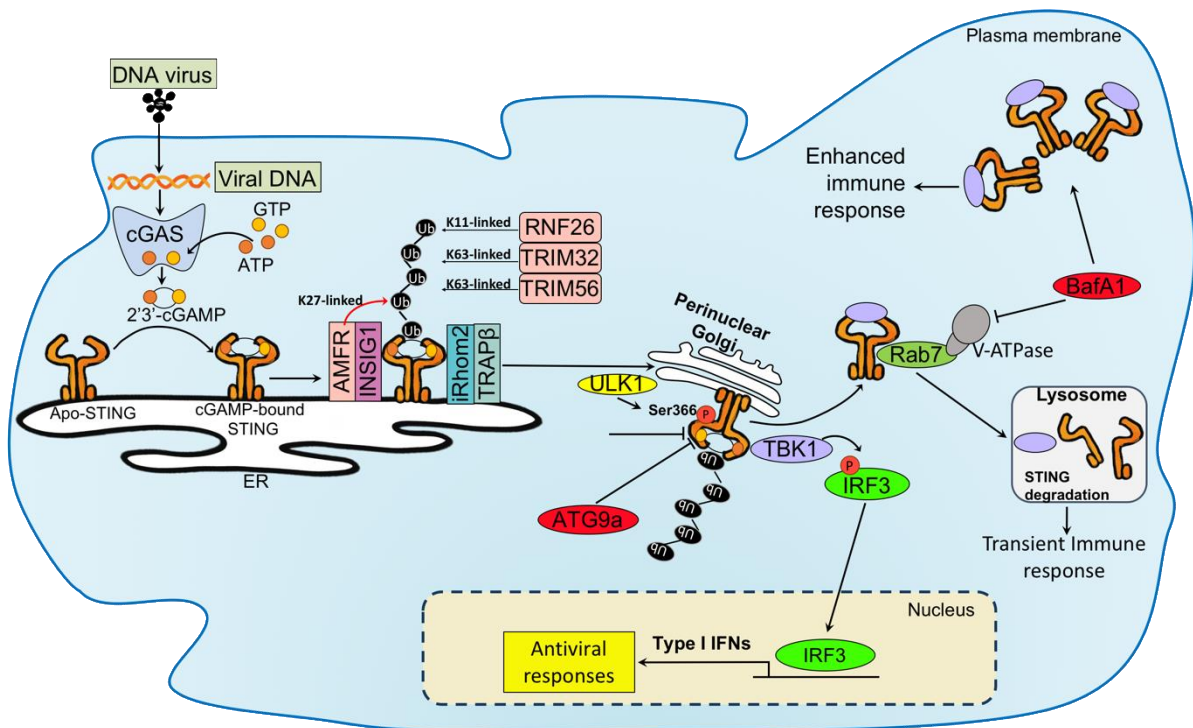 Plasma membrane
DNA virus
Viral DNA
GTP
cGAS
ATP
2'3'-cGAMP
Apo-STING
cGAMP-bound
STING
ER
K11-linked
RNF26
K63-linked
TRIM32
K63-linked
TRIM56
K27-linked
Ub
Ub
Ub
Ub
Ub
AMFR
INSIG1
iRhom2
TRAPβ
Perinuclear
Golgi
ULK1
Ser366
P
TBK1
P
IRF3
ATG9a
Ub
Ub
Ub
Ub
Ub
Enhanced
immune
response
BafA1
Rab7
V-ATPase
Lysosome
STING
degradation
Transient Immune
response
Nucleus
IRF3
Type I IFNs
Antiviral
responses